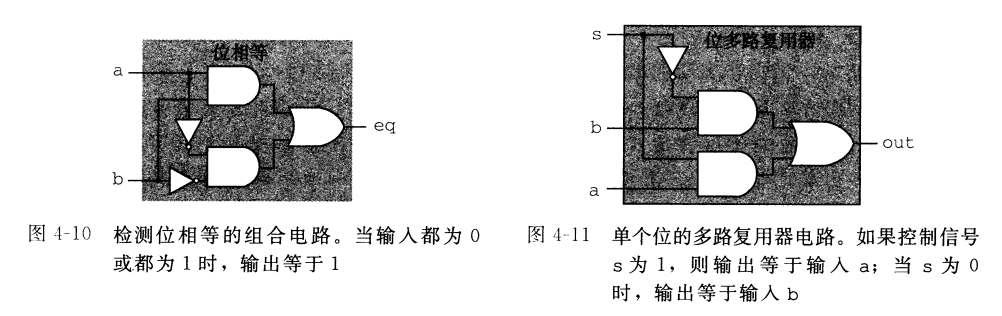 位相等
a
b
eq
图 4-10 检测位相等的组合电路。当输入都为 0
或都为 1 时，输出等于 1
位多路复用器
s
b
a
out
图 4-11 单个位的多路复用器电路。如果控制信号
s 为 1，则输出等于输入 a；当 s 为 0
时，输出等于输入 b